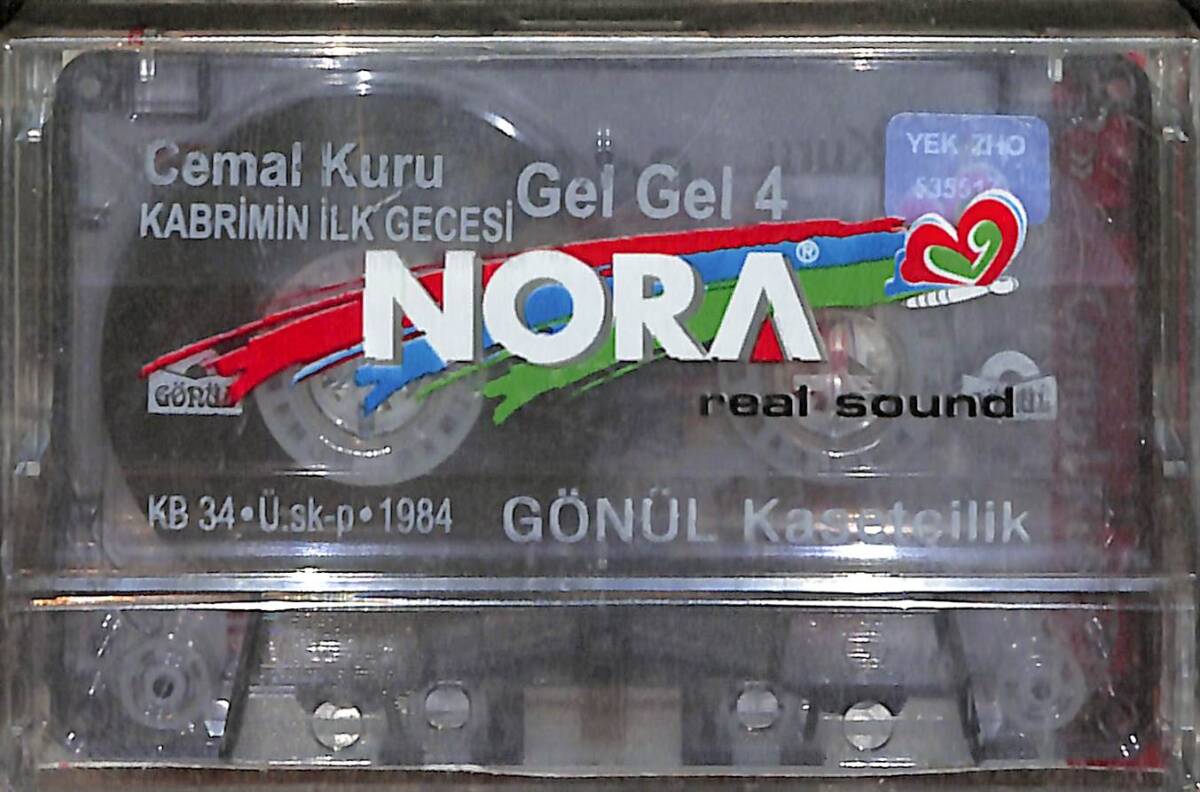 Cemal Kuru
KABRİMİN İLK GECESİ
Gel Gel 4
YEK ZHO
NORA®
real sound
GÖNÜL
KB 34•Ü.sk-p•1984
GÖNÜL Kasetcilik